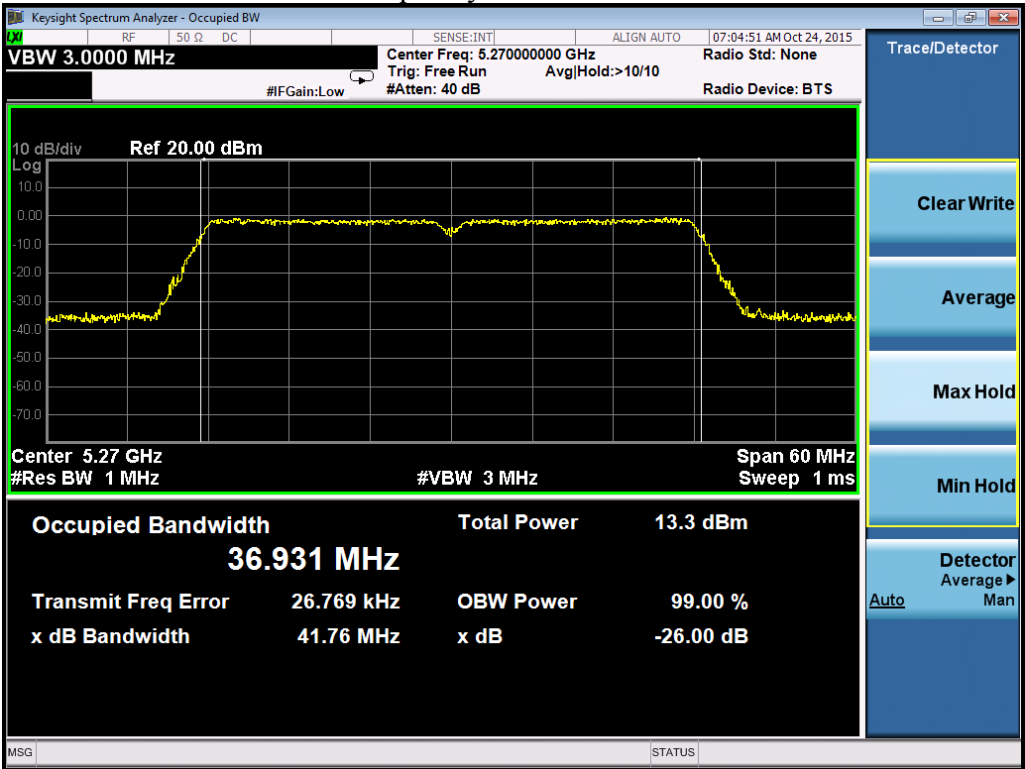 Keysight Spectrum Analyzer - Occupied BW
LXI RF 50 Ω DC SENSE:INT ALIGN AUTO 07:04:51 AM Oct 24, 2015
VBW 3.0000 MHz
Center Freq: 5.270000000 GHz Radio Std: None
Trig: Free Run Avg|Hold:>10/10
#IFGain:Low #Atten: 40 dB Radio Device: BTS
10 dB/div Ref 20.00 dBm
Log
10.0
0.00
-10.0
-20.0
-30.0
-40.0
-50.0
-60.0
-70.0
Center 5.27 GHz Span 60 MHz
#Res BW 1 MHz #VBW 3 MHz Sweep 1 ms
Occupied Bandwidth Total Power 13.3 dBm
36.931 MHz
Transmit Freq Error 26.769 kHz OBW Power 99.00 %
x dB Bandwidth 41.76 MHz x dB -26.00 dB
MSG STATUS
Trace/Detector
Clear Write
Average
Max Hold
Min Hold
Detector
Average
Auto Man